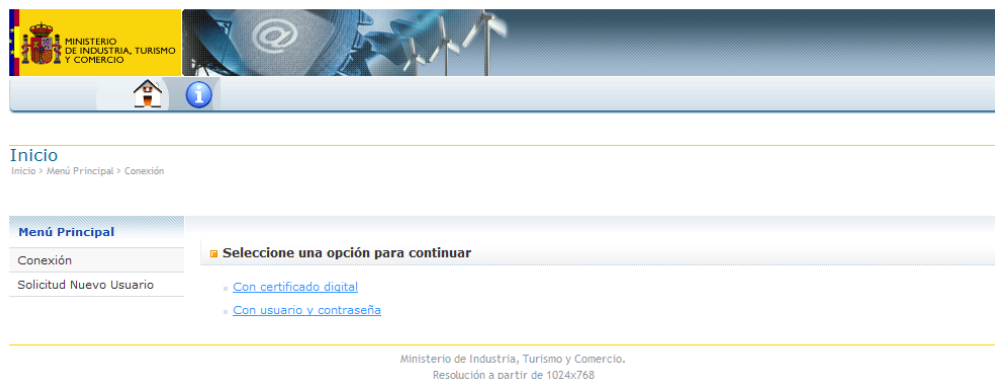 MINISTERIO
DE INDUSTRIA, TURISMO
Y COMERCIO
@
i
Inicio
Inicio > Menú Principal > Conexión
Menú Principal
Conexión
Solicitud Nuevo Usuario
Seleccione una opción para continuar
Con certificado digital
Con usuario y contraseña
Ministerio de Industria, Turismo y Comercio.
Resolución a partir de 1024x768